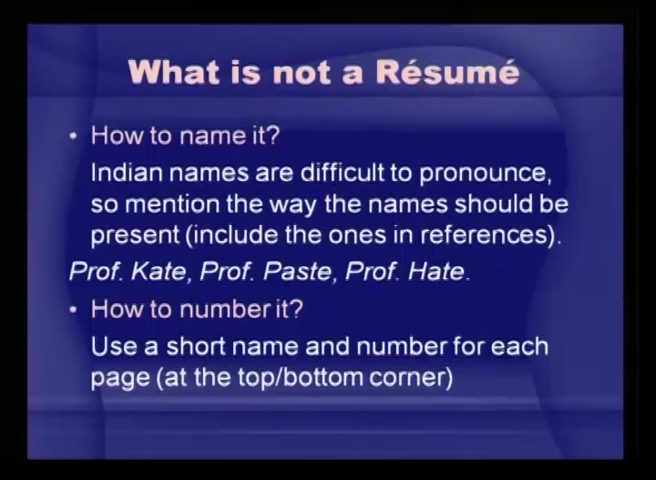 What is not a Résumé
• How to name it?
Indian names are difficult to pronounce,
so mention the way the names should be
present (include the ones in references).
Prof. Kate, Prof. Paste, Prof. Hate.
• How to number it?
Use a short name and number for each
page (at the top/bottom corner)